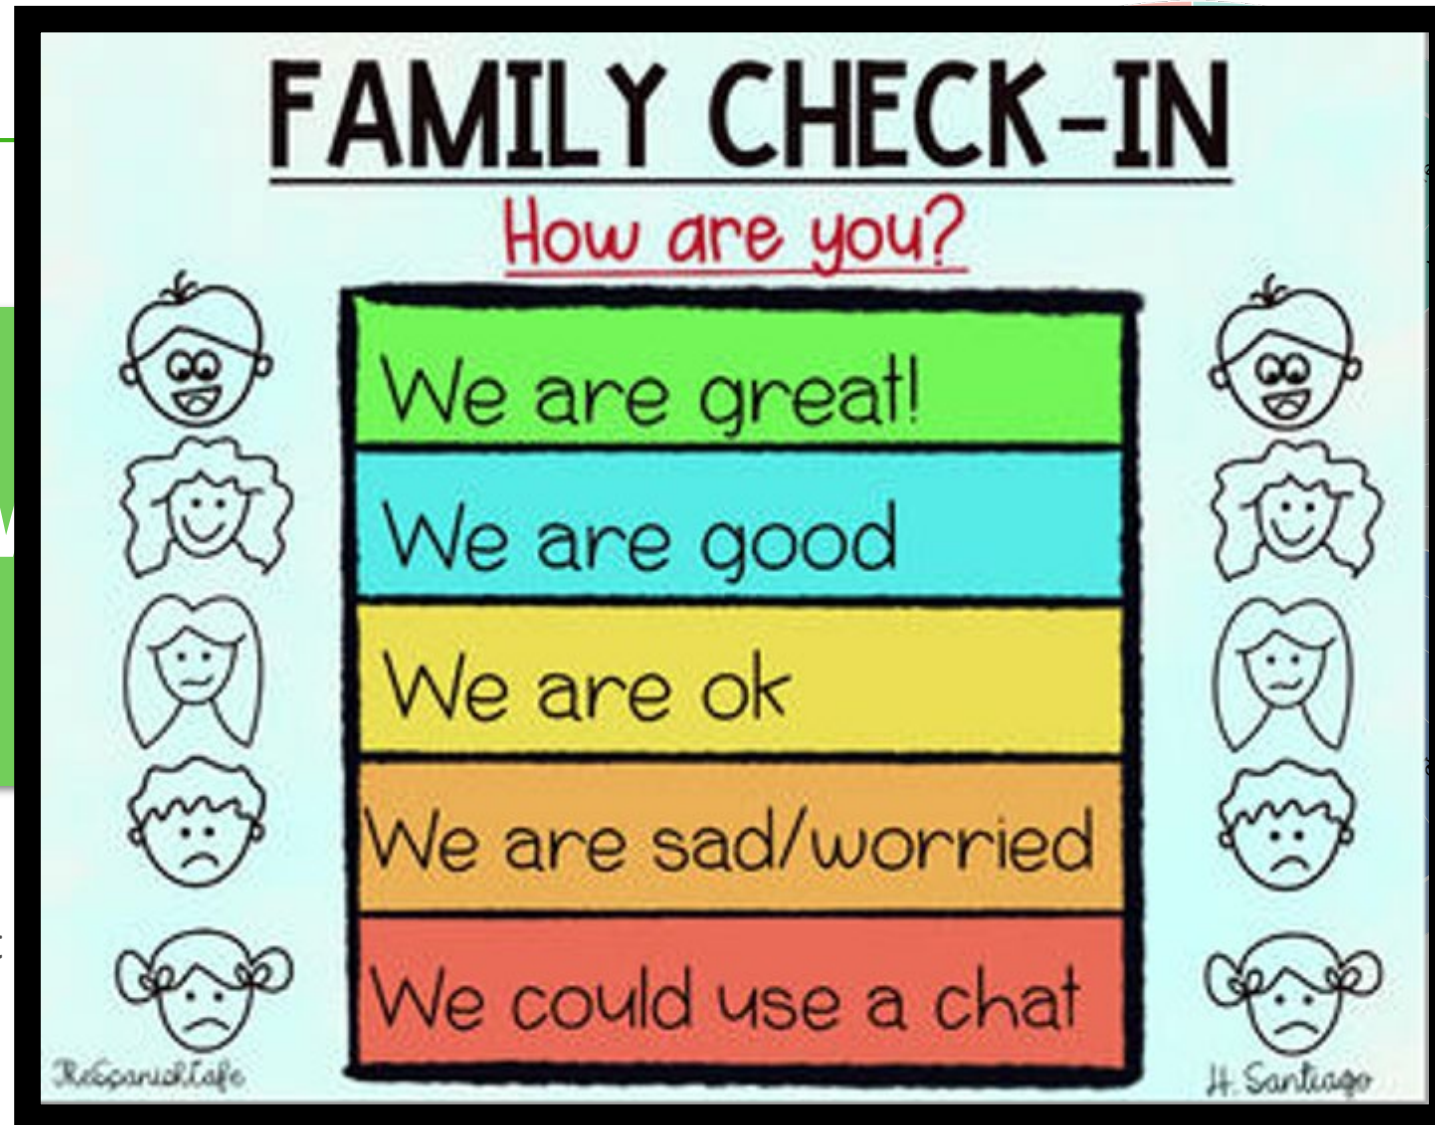 FAMILY CHECK-IN
How are you?
We are great!
We are good
We are ok
We are sad/worried
We could use a chat
TheSpanishCafe
H. Santiago